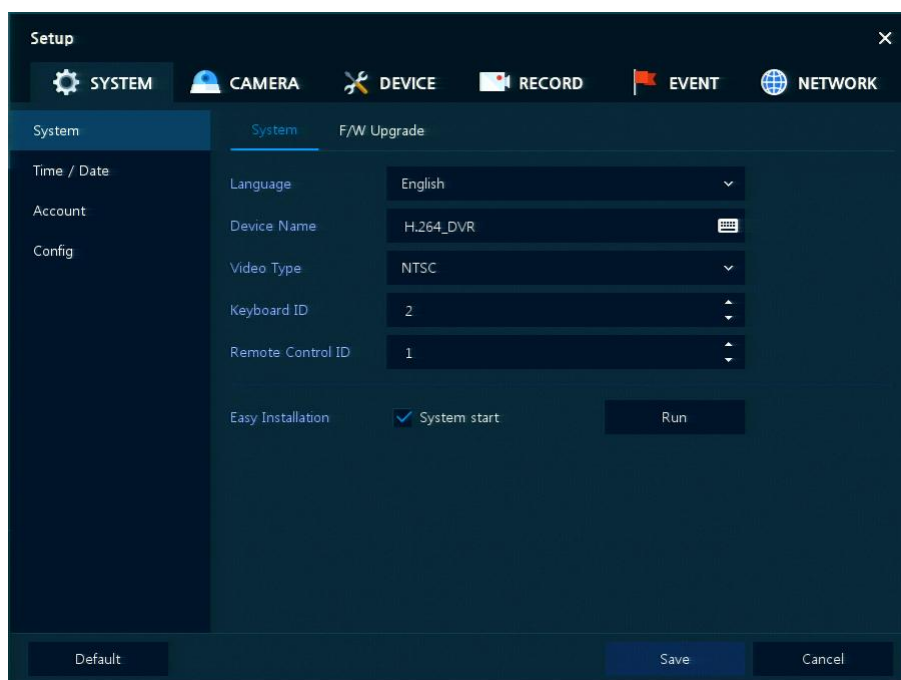 Setup
SYSTEM CAMERA DEVICE RECORD EVENT NETWORK
System
Time / Date
Account
Config
System F/W Upgrade
Language English
Device Name H.264_DVR
Video Type NTSC
Keyboard ID 2
Remote Control ID 1
Easy Installation System start Run
Default Save Cancel